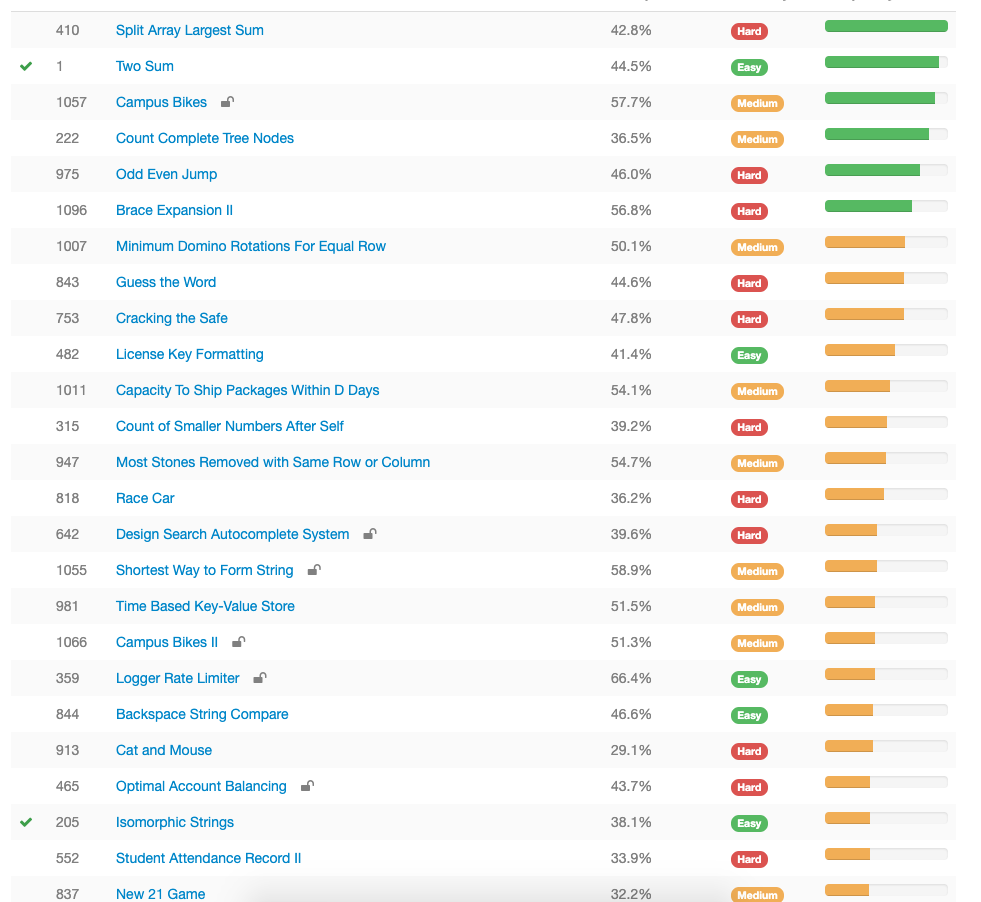 410 Split Array Largest Sum 42.8% Hard
1 Two Sum 44.5% Easy
1057 Campus Bikes 57.7% Medium
222 Count Complete Tree Nodes 36.5% Medium
975 Odd Even Jump 46.0% Hard
1096 Brace Expansion II 56.8% Hard
1007 Minimum Domino Rotations For Equal Row 50.1% Medium
843 Guess the Word 44.6% Hard
753 Cracking the Safe 47.8% Hard
482 License Key Formatting 41.4% Easy
1011 Capacity To Ship Packages Within D Days 54.1% Medium
315 Count of Smaller Numbers After Self 39.2% Hard
947 Most Stones Removed with Same Row or Column 54.7% Medium
818 Race Car 36.2% Hard
642 Design Search Autocomplete System 39.6% Hard
1055 Shortest Way to Form String 58.9% Medium
981 Time Based Key-Value Store 51.5% Medium
1066 Campus Bikes II 51.3% Medium
359 Logger Rate Limiter 66.4% Easy
844 Backspace String Compare 46.6% Easy
913 Cat and Mouse 29.1% Hard
465 Optimal Account Balancing 43.7% Hard
205 Isomorphic Strings 38.1% Easy
552 Student Attendance Record II 33.9% Hard
837 New 21 Game 32.2% Medium